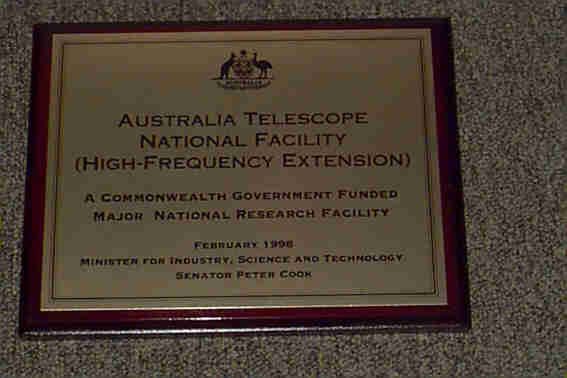 AUSTRALIA
AUSTRALIA TELESCOPE
NATIONAL FACILITY
(HIGH-FREQUENCY EXTENSION)
A COMMONWEALTH GOVERNMENT FUNDED
MAJOR NATIONAL RESEARCH FACILITY
FEBRUARY 1996
MINISTER FOR INDUSTRY, SCIENCE AND TECHNOLOGY
SENATOR PETER COOK